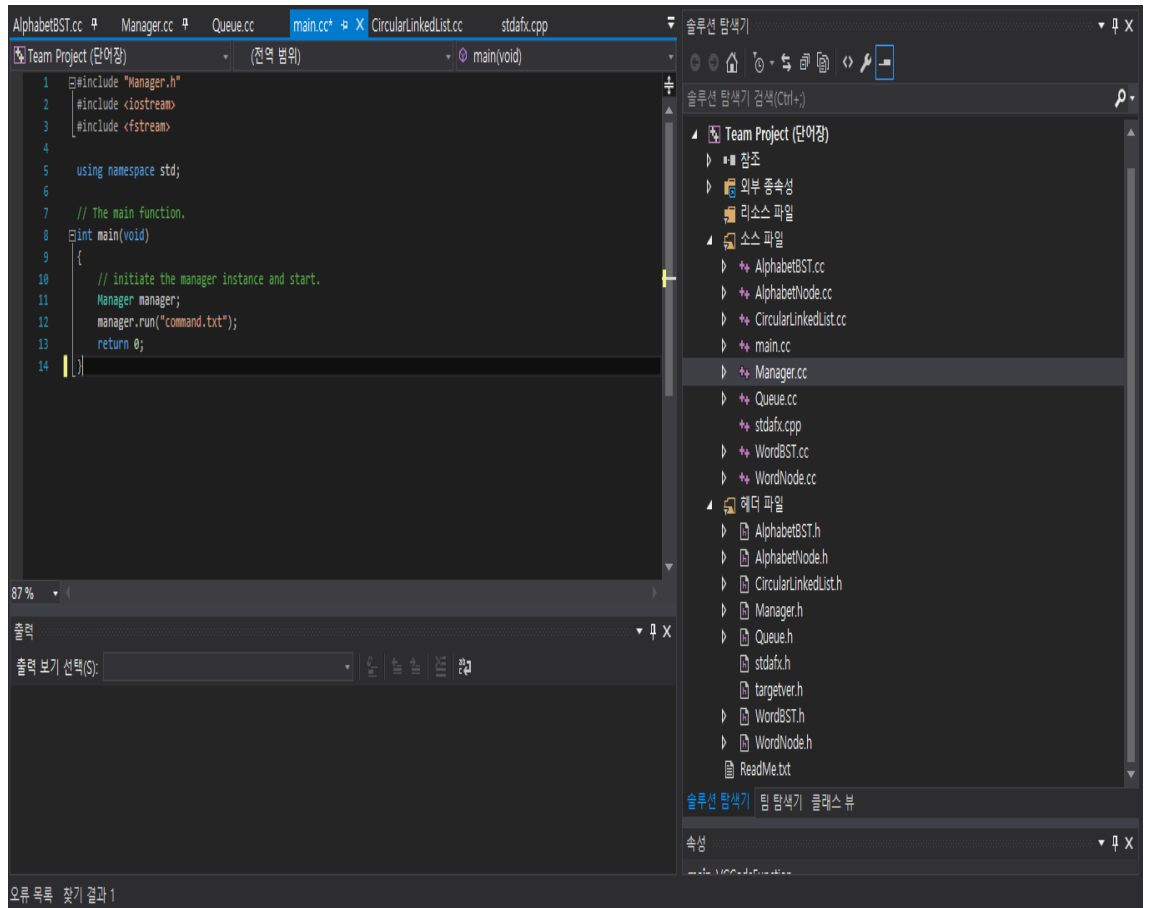 AlphabetBST.cc Manager.cc Queue.cc main.cc* CircularLinkedList.cc stdafx.cpp
Team Project (단어장) (전역 범위) main(void)
1 #include "Manager.h"
2 #include <iostream>
3 #include <fstream>
4
5 using namespace std;
6
7 // The main function.
8 int main(void)
9 {
10 // initiate the manager instance and start.
11 Manager manager;
12 manager.run("command.txt");
13 return 0;
14 }
87 %
출력
출력 보기 선택(S):
오류 목록 찾기 결과 1
솔루션 탐색기
솔루션 탐색기 검색(Ctrl+;)
Team Project (단어장)
참조
외부 종속성
리소스 파일
소스 파일
AlphabetBST.cc
AlphabetNode.cc
CircularLinkedList.cc
main.cc
Manager.cc
Queue.cc
stdafx.cpp
WordBST.cc
WordNode.cc
헤더 파일
AlphabetBST.h
AlphabetNode.h
CircularLinkedList.h
Manager.h
Queue.h
stdafx.h
targetver.h
WordBST.h
WordNode.h
ReadMe.txt
솔루션 탐색기 팀 탐색기 클래스 뷰
속성
main VCCodeFunction